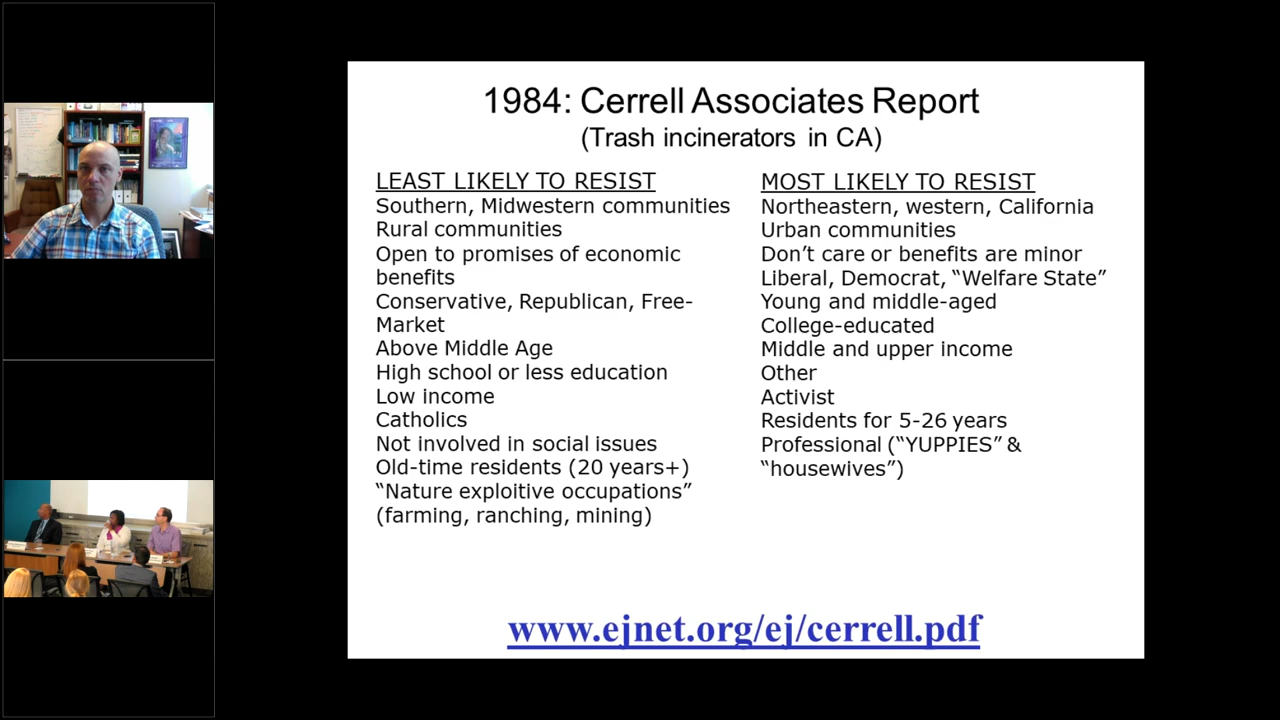 1984: Cerrell Associates Report
(Trash incinerators in CA)
LEAST LIKELY TO RESIST
Southern, Midwestern communities
Rural communities
Open to promises of economic
benefits
Conservative, Republican, Free-
Market
Above Middle Age
High school or less education
Low income
Catholics
Not involved in social issues
Old-time residents (20 years+)
“Nature exploitive occupations”
(farming, ranching, mining)
MOST LIKELY TO RESIST
Northeastern, western, California
Urban communities
Don’t care or benefits are minor
Liberal, Democrat, “Welfare State”
Young and middle-aged
College-educated
Middle and upper income
Other
Activist
Residents for 5-26 years
Professional (“YUPPIES” &
“housewives”)
www.ejnet.org/ej/cerrell.pdf